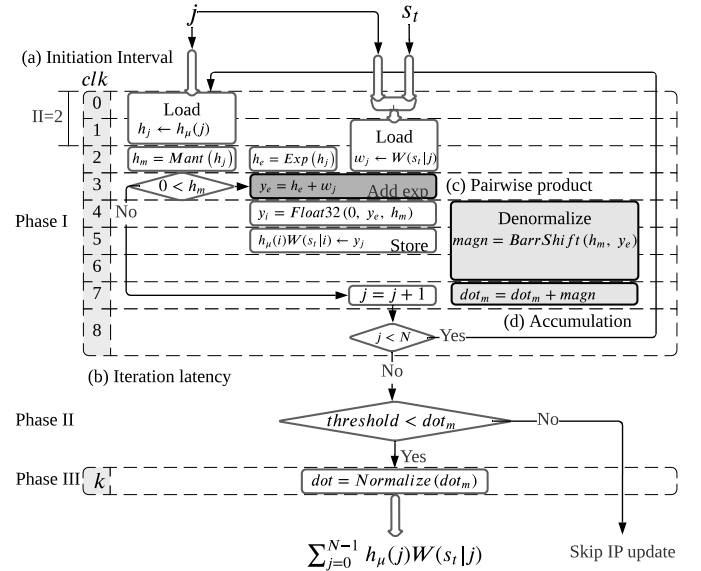 j
s_t
(a) Initiation Interval
clk
0
II=2
Load
h_j ← h_μ(j)
1
Load
w_j ← W(s_t|j)
2
h_m = Mant (h_j)
h_e = Exp (h_j)
3
0 < h_m
y_e = h_e + w_j
Add exp
(c) Pairwise product
No
Phase I
4
y_i = Float32 (0, y_e, h_m)
Denormalize
magn = BarrShift (h_m, y_e)
5
h_μ(i)W(s_t|i) ← y_j
Store
6
7
j = j + 1
dot_m = dot_m + magn
(d) Accumulation
8
j < N
Yes
(b) Iteration latency
No
Phase II
threshold < dot_m
No
Yes
Phase III
k
dot = Normalize (dot_m)
∑_{j=0}^{N−1} h_μ(j)W(s_t|j)
Skip IP update